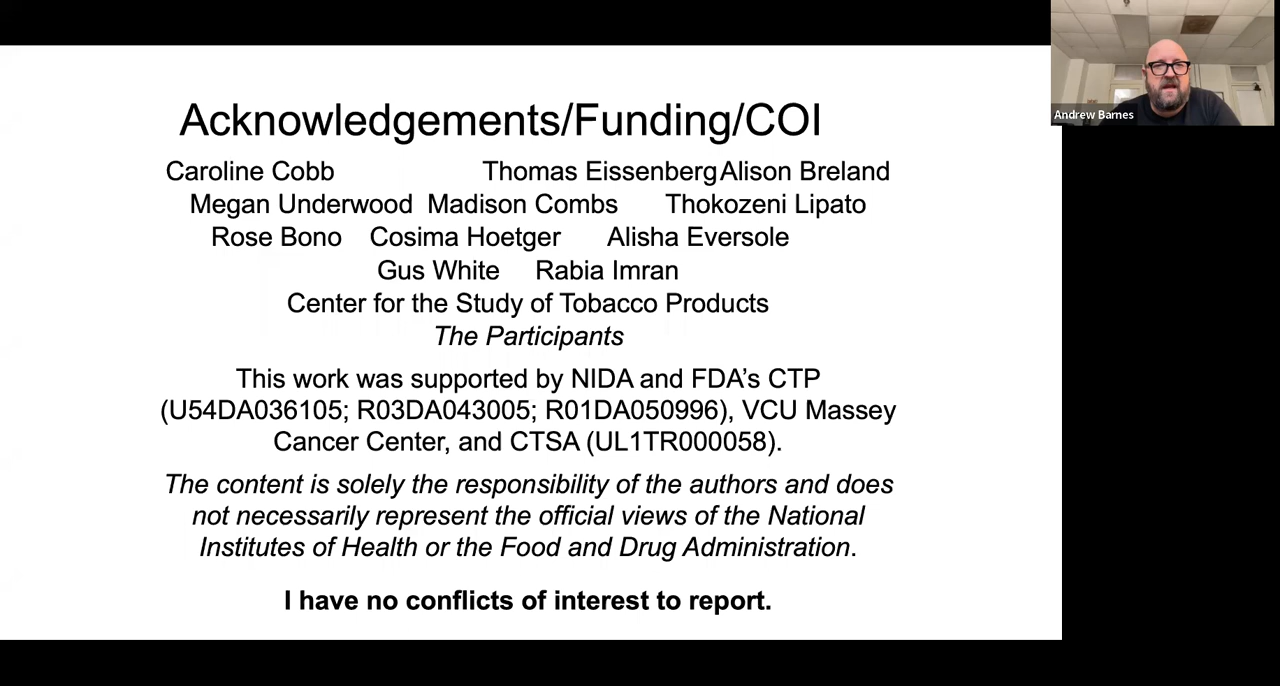 Acknowledgements/Funding/COI
Caroline Cobb Thomas Eissenberg Alison Breland
Megan Underwood Madison Combs Thokozeni Lipato
Rose Bono Cosima Hoetger Alisha Eversole
Gus White Rabia Imran
Center for the Study of Tobacco Products
The Participants
This work was supported by NIDA and FDA’s CTP
(U54DA036105; R03DA043005; R01DA050996), VCU Massey
Cancer Center, and CTSA (UL1TR000058).
The content is solely the responsibility of the authors and does
not necessarily represent the official views of the National
Institutes of Health or the Food and Drug Administration.
I have no conflicts of interest to report.
Andrew Barnes